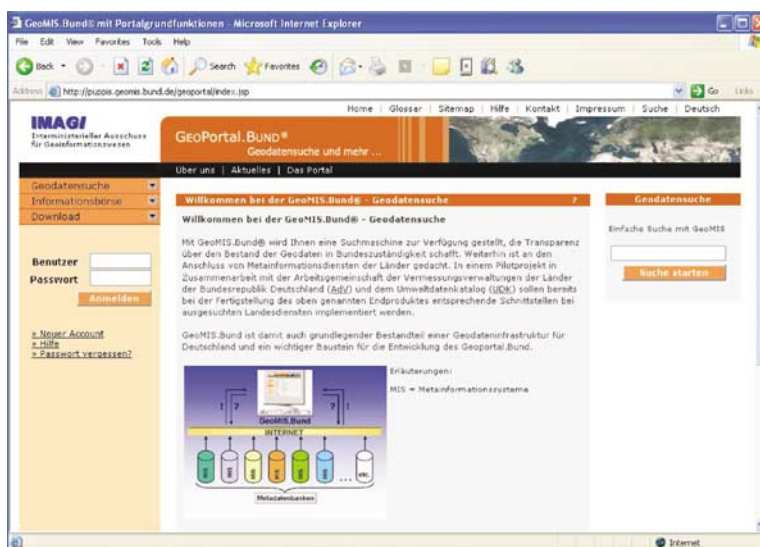 GeoMIS.Bund® mit Portalgrundfunktionen - Microsoft Internet Explorer
File Edit View Favorites Tools Help
Back Search Favorites
Address http://puppis.geomis.bund.de/geoportal/index.jsp Go Links
Home | Glossar | Sitemap | Hilfe | Kontakt | Impressum | Suche | Deutsch
IMAGI
Interministerieller Ausschuss
für Geoinformationswesen
GEOPORTAL.BUND®
Geodatensuche und mehr ...
Über uns | Aktuelles | Das Portal
Geodatensuche
Informationsbörse
Download
Benutzer
Passwort
Anmelden
» Neuer Account
» Hilfe
» Passwort vergessen?
Willkommen bei der GeoMIS.Bund® - Geodatensuche ?
Willkommen bei der GeoMIS.Bund® - Geodatensuche
Mit GeoMIS.Bund® wird Ihnen eine Suchmaschine zur Verfügung gestellt, die Transparenz
über den Bestand der Geodaten in Bundeszuständigkeit schafft. Weiterhin ist an den
Anschluss von Metainformationsdiensten der Länder gedacht. In einem Pilotprojekt in
Zusammenarbeit mit der Arbeitsgemeinschaft der Vermessungsverwaltungen der Länder
der Bundesrepublik Deutschland (AdV) und dem Umweltdatenkatalog (UDK) sollen bereits
bei der Fertigstellung des oben genannten Endproduktes entsprechende Schnittstellen bei
ausgesuchten Landesdiensten implementiert werden.
GeoMIS.Bund ist damit auch grundlegender Bestandteil einer Geodateninfrastruktur für
Deutschland und ein wichtiger Baustein für die Entwicklung des Geoportal.Bund.
Erläuterungen:
MIS = Metainformationssysteme
! ? ? !
GeoMIS.Bund
INTERNET
MIS MIS MIS MIS MIS MIS ... etc.
Metadatenbanken
Geodatensuche
Einfache Suche mit GeoMIS
Suche starten
Internet